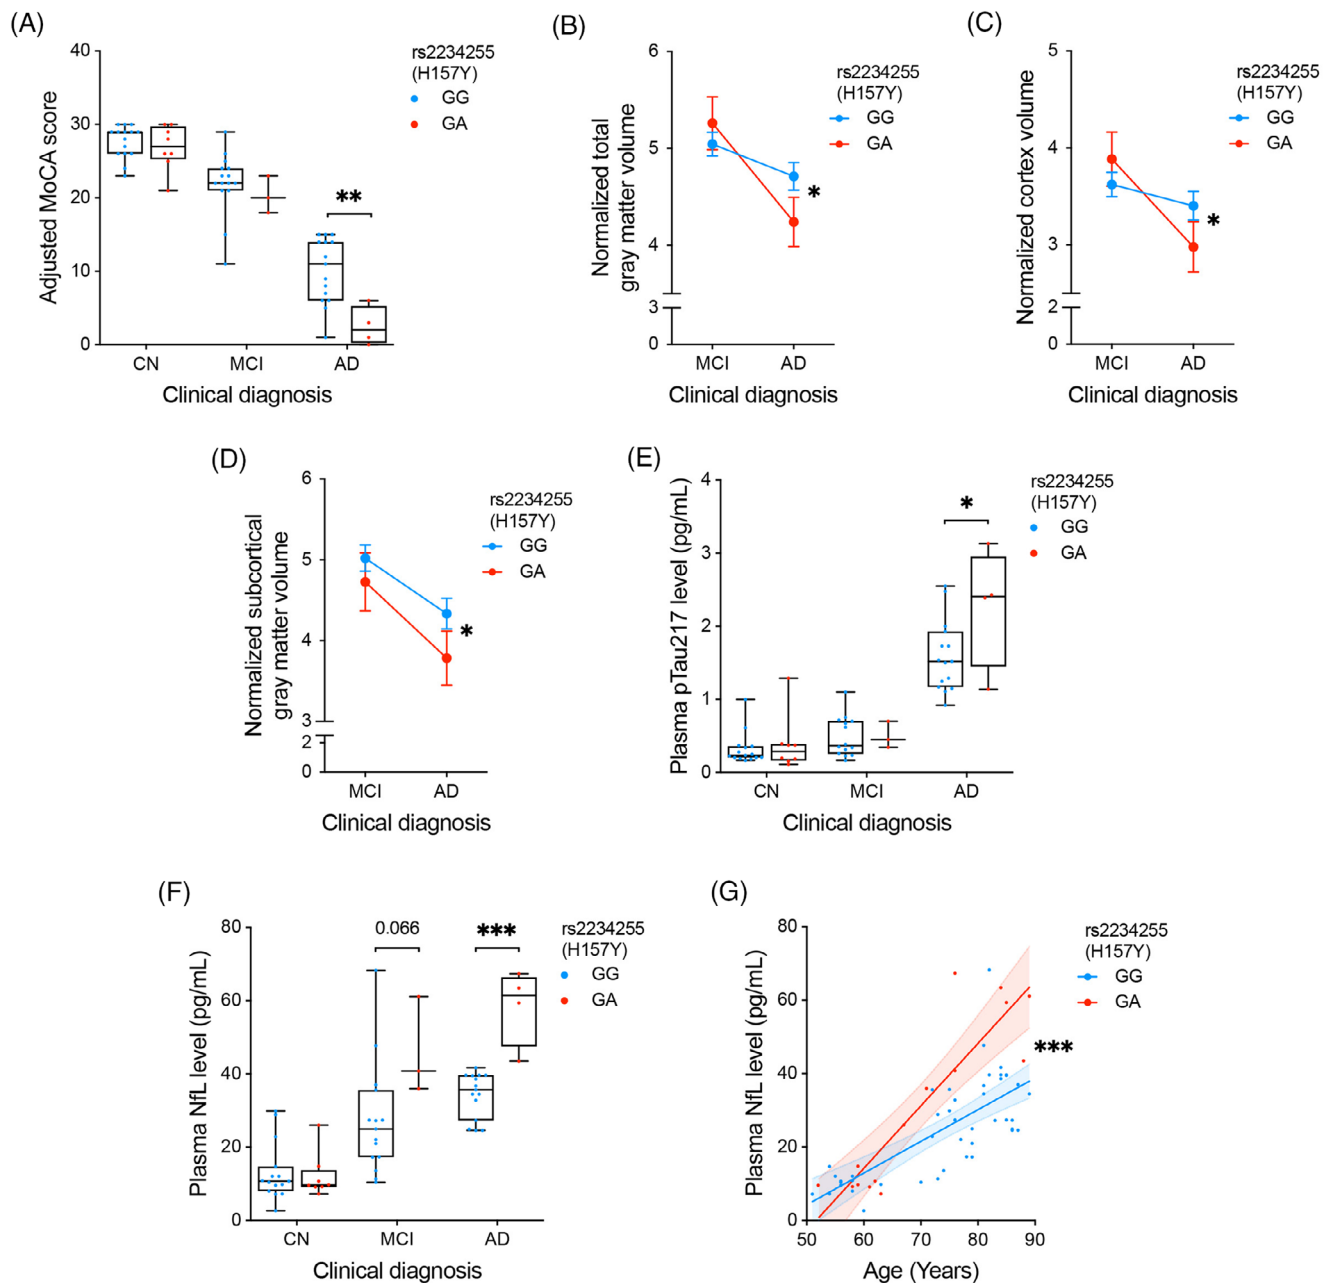 (A)
Adjusted MoCA score
40
30
20
10
0
CN
MCI
AD
Clinical diagnosis
rs2234255
(H157Y)
GG
GA
**
(B)
Normalized total
gray matter volume
6
5
4
3
0
MCI
AD
Clinical diagnosis
rs2234255
(H157Y)
GG
GA
*
(C)
Normalized cortex volume
5
4
3
2
0
MCI
AD
Clinical diagnosis
rs2234255
(H157Y)
GG
GA
*
(D)
Normalized subcortical
gray matter volume
6
5
4
3
2
0
MCI
AD
Clinical diagnosis
rs2234255
(H157Y)
GG
GA
*
(E)
Plasma pTau217 level (pg/mL)
4
3
2
1
0
CN
MCI
AD
Clinical diagnosis
rs2234255
(H157Y)
GG
GA
*
(F)
Plasma NfL level (pg/mL)
80
60
40
20
0
CN
MCI
AD
Clinical diagnosis
0.066
***
rs2234255
(H157Y)
GG
GA
(G)
Plasma NfL level (pg/mL)
80
60
40
20
0
50
60
70
80
90
Age (Years)
rs2234255
(H157Y)
GG
GA
***